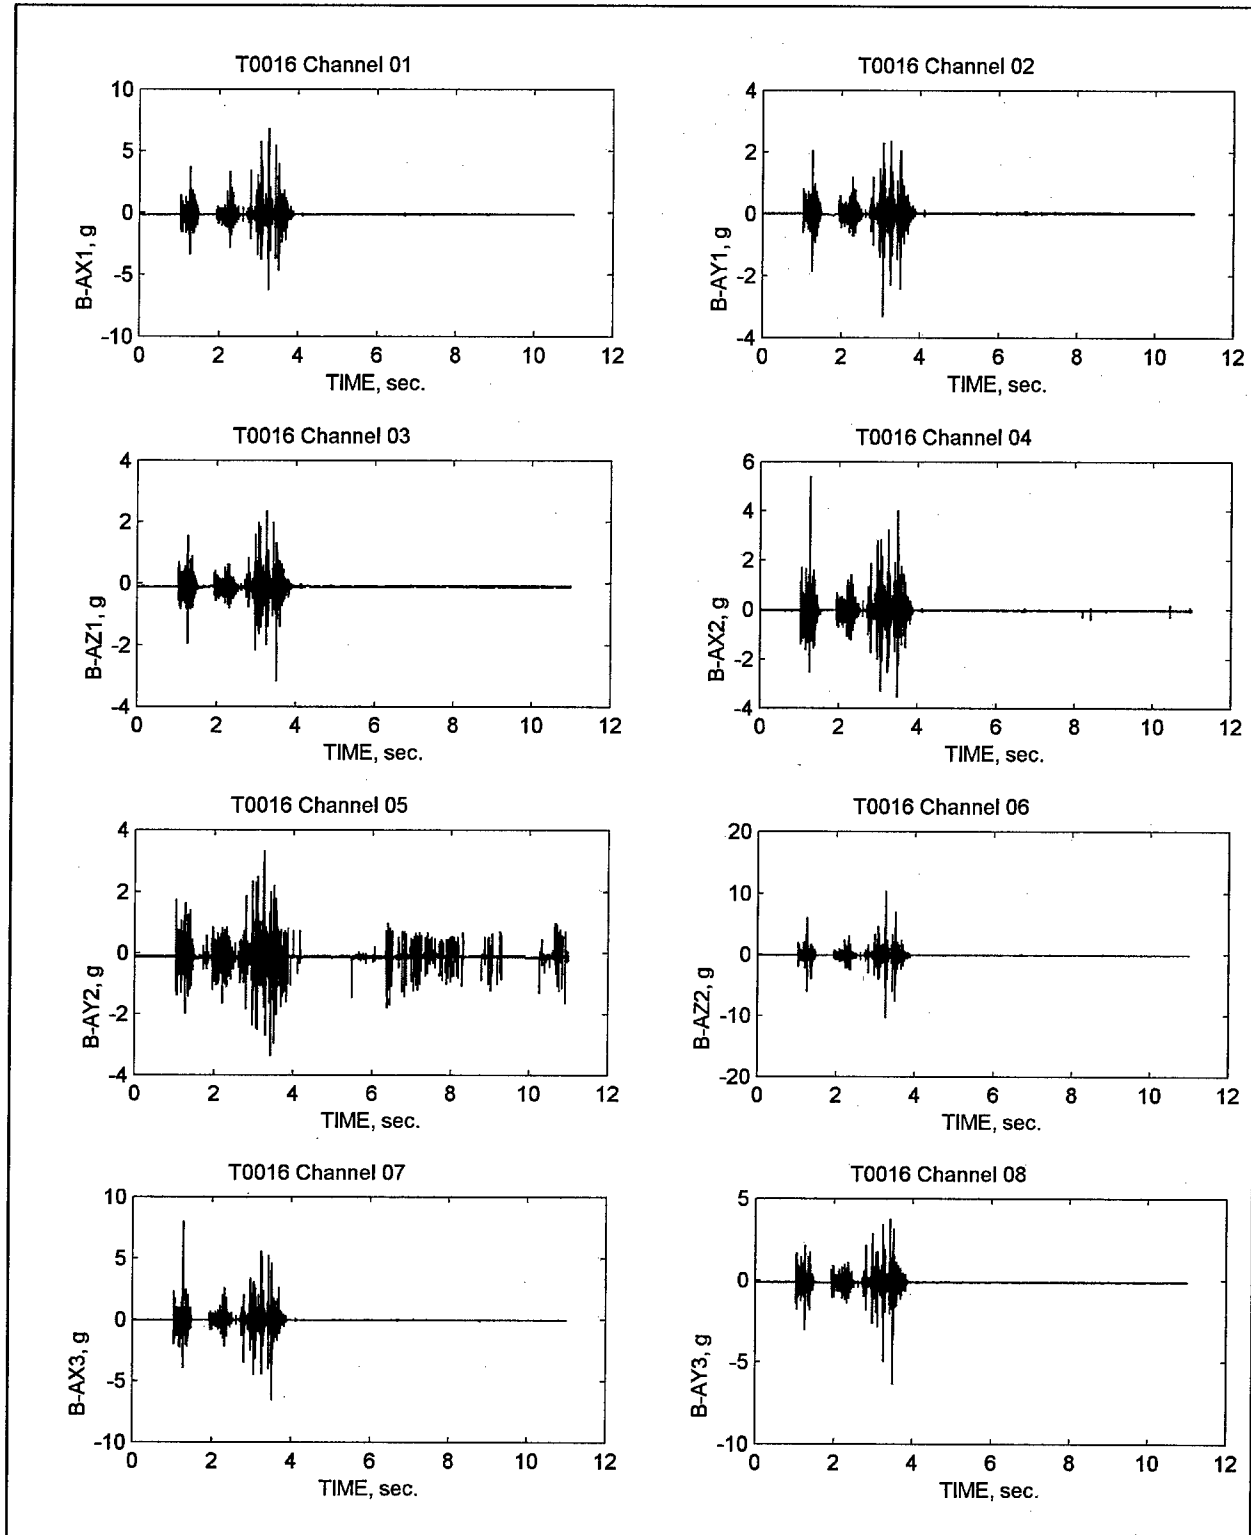 T0016 Channel 01
10
5
0
-5
-10
B-AX1, g
0 2 4 6 8 10 12
TIME, sec.
T0016 Channel 02
4
2
0
-2
-4
B-AY1, g
0 2 4 6 8 10 12
TIME, sec.
T0016 Channel 03
4
2
0
-2
-4
B-AZ1, g
0 2 4 6 8 10 12
TIME, sec.
T0016 Channel 04
6
4
2
0
-2
-4
B-AX2, g
0 2 4 6 8 10 12
TIME, sec.
T0016 Channel 05
4
2
0
-2
-4
B-AY2, g
0 2 4 6 8 10 12
TIME, sec.
T0016 Channel 06
20
10
0
-10
-20
B-AZ2, g
0 2 4 6 8 10 12
TIME, sec.
T0016 Channel 07
10
5
0
-5
-10
B-AX3, g
0 2 4 6 8 10 12
TIME, sec.
T0016 Channel 08
5
0
-5
-10
B-AY3, g
0 2 4 6 8 10 12
TIME, sec.